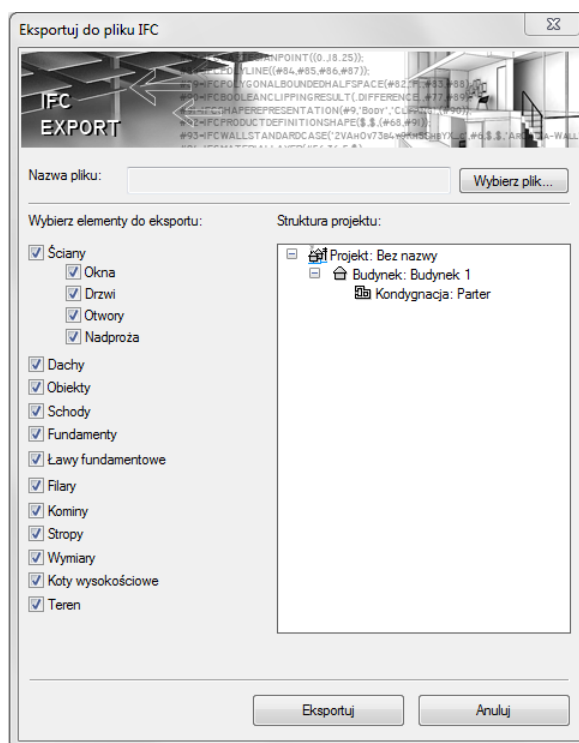 Eksportuj do pliku IFC
IFC
EXPORT
Nazwa pliku:
Wybierz plik...
Wybierz elementy do eksportu:
Struktura projektu:
Ściany
Okna
Drzwi
Otwory
Nadproża
Dachy
Obiekty
Schody
Fundamenty
Ławy fundamentowe
Filary
Kominy
Stropy
Wymiary
Koty wysokościowe
Teren
Projekt: Bez nazwy
Budynek: Budynek 1
Kondygnacja: Parter
Eksportuj
Anuluj